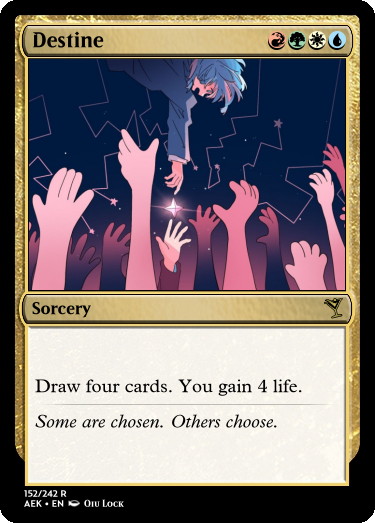 Destine
Sorcery
Draw four cards. You gain 4 life.
Some are chosen. Others choose.
152/242 R
AEK • EN Qiu Lock